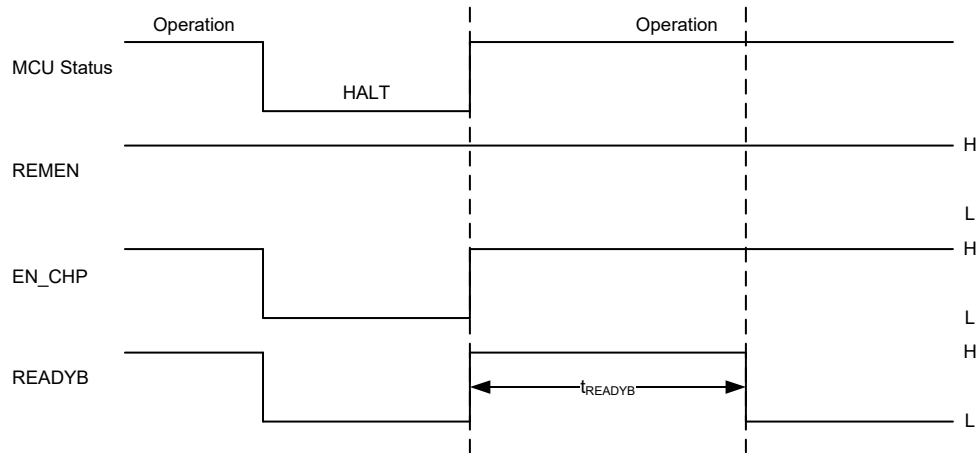 Operation Operation
MCU Status
HALT
H
REMEN
L
H
EN_CHP
L
H
READYB
tREADYB
L